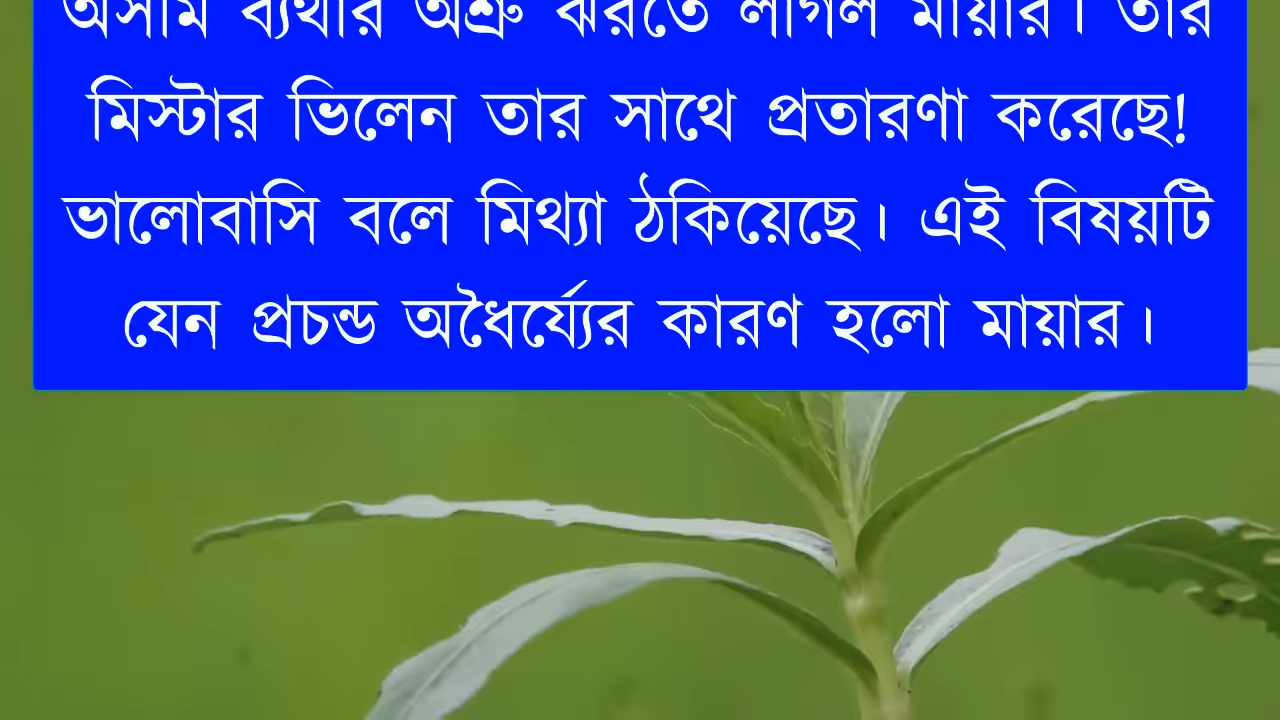 অসীম ব্যথার অশ্রু ঝরতে লাগল মায়ার। তার
মিস্টার ভিলেন তার সাথে প্রতারণা করেছে!
ভালোবাসি বলে মিথ্যা ঠকিয়েছে। এই বিষয়টি
যেন প্রচন্ড অধৈর্য্যের কারণ হলো মায়ার।